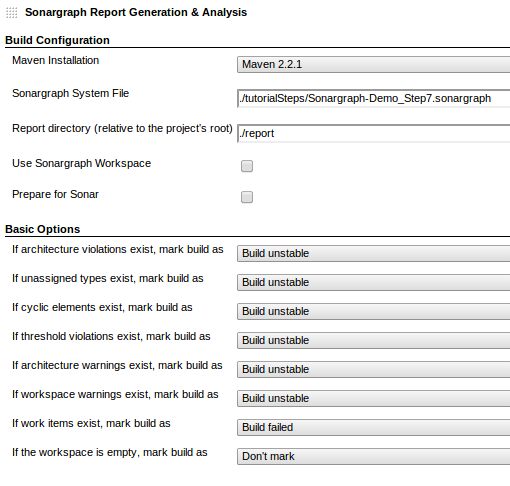 Sonargraph Report Generation & Analysis
Build Configuration
Maven Installation Maven 2.2.1
Sonargraph System File ./tutorialSteps/Sonargraph-Demo_Step7.sonargraph
Report directory (relative to the project's root) ./report
Use Sonargraph Workspace
Prepare for Sonar
Basic Options
If architecture violations exist, mark build as Build unstable
If unassigned types exist, mark build as Build unstable
If cyclic elements exist, mark build as Build unstable
If threshold violations exist, mark build as Build unstable
If architecture warnings exist, mark build as Build unstable
If workspace warnings exist, mark build as Build unstable
If work items exist, mark build as Build failed
If the workspace is empty, mark build as Don't mark